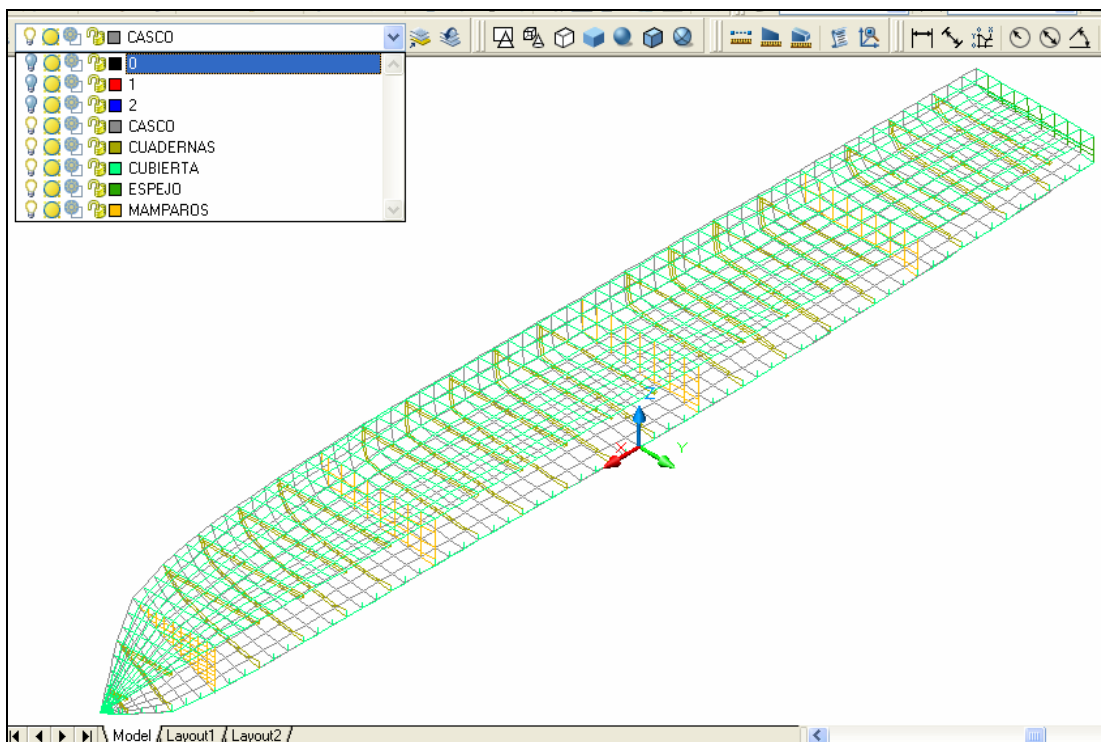 CASCO
0
1
2
CASCO
CUADERNAS
CUBIERTA
ESPEJO
MAMPAROS
Z
X
Y
Model
Layout1
Layout2